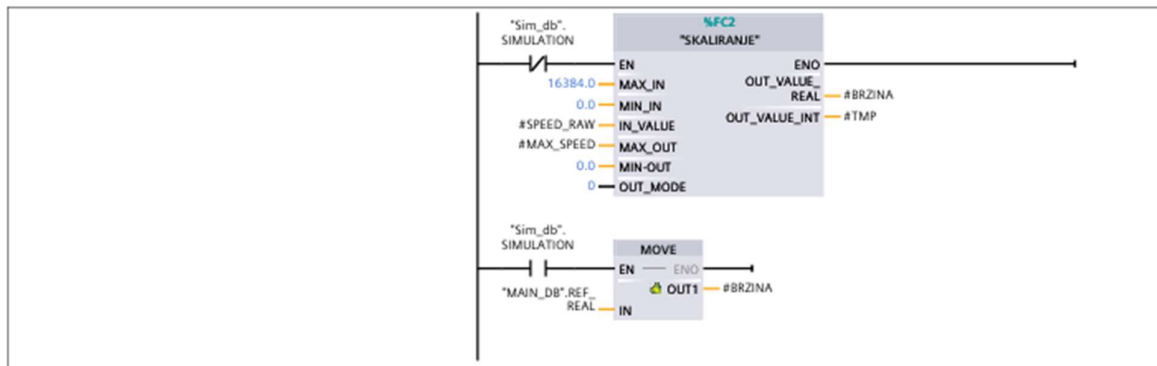 "Sim_db".
SIMULATION
%FC2
"SKALIRANJE"
EN
ENO
16384.0
MAX_IN
OUT_VALUE_
REAL
#BRZINA
0.0
MIN_IN
OUT_VALUE_INT
#TMP
#SPEED_RAW
IN_VALUE
#MAX_SPEED
MAX_OUT
0.0
MIN-OUT
0
OUT_MODE
"Sim_db".
SIMULATION
MOVE
EN
ENO
OUT1
#BRZINA
"MAIN_DB".REF_
REAL
IN